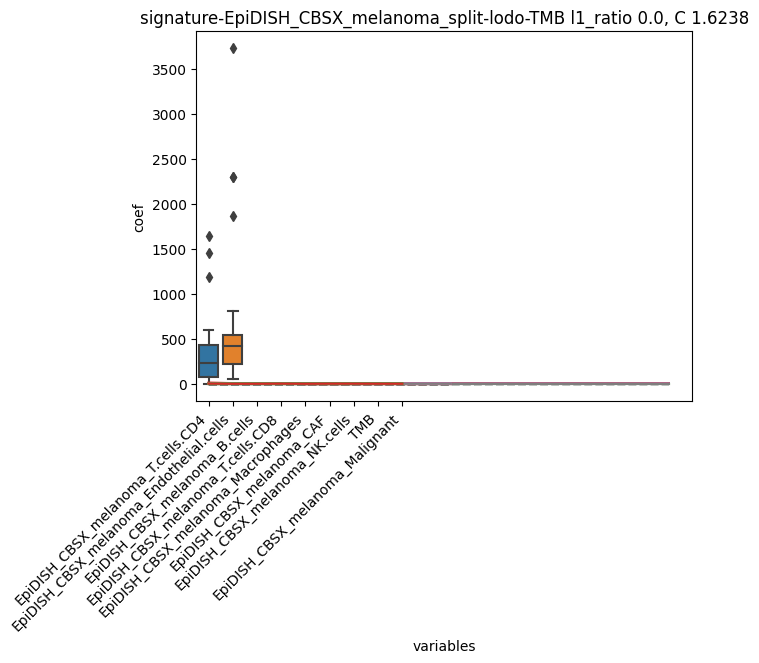 signature-EpiDISH_CBSX_melanoma_split-lodo-TMB l1_ratio 0.0, C 1.6238
3500
3000
2500
2000
1500
1000
500
0
coef
EpiDISH_CBSX_melanoma_T.cells.CD4
EpiDISH_CBSX_melanoma_Endothelial.cells
EpiDISH_CBSX_melanoma_B.cells
EpiDISH_CBSX_melanoma_T.cells.CD8
EpiDISH_CBSX_melanoma_Macrophages
EpiDISH_CBSX_melanoma_CAF
EpiDISH_CBSX_melanoma_NK.cells
TMB
EpiDISH_CBSX_melanoma_Malignant
variables